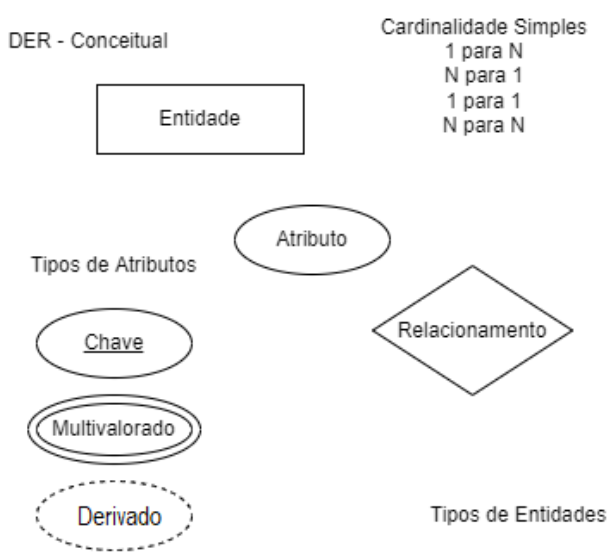 DER - Conceitual
Cardinalidade Simples
1 para N
N para 1
1 para 1
N para N
Entidade
Atributo
Tipos de Atributos
Relacionamento
Chave
Multivalorado
Derivado
Tipos de Entidades